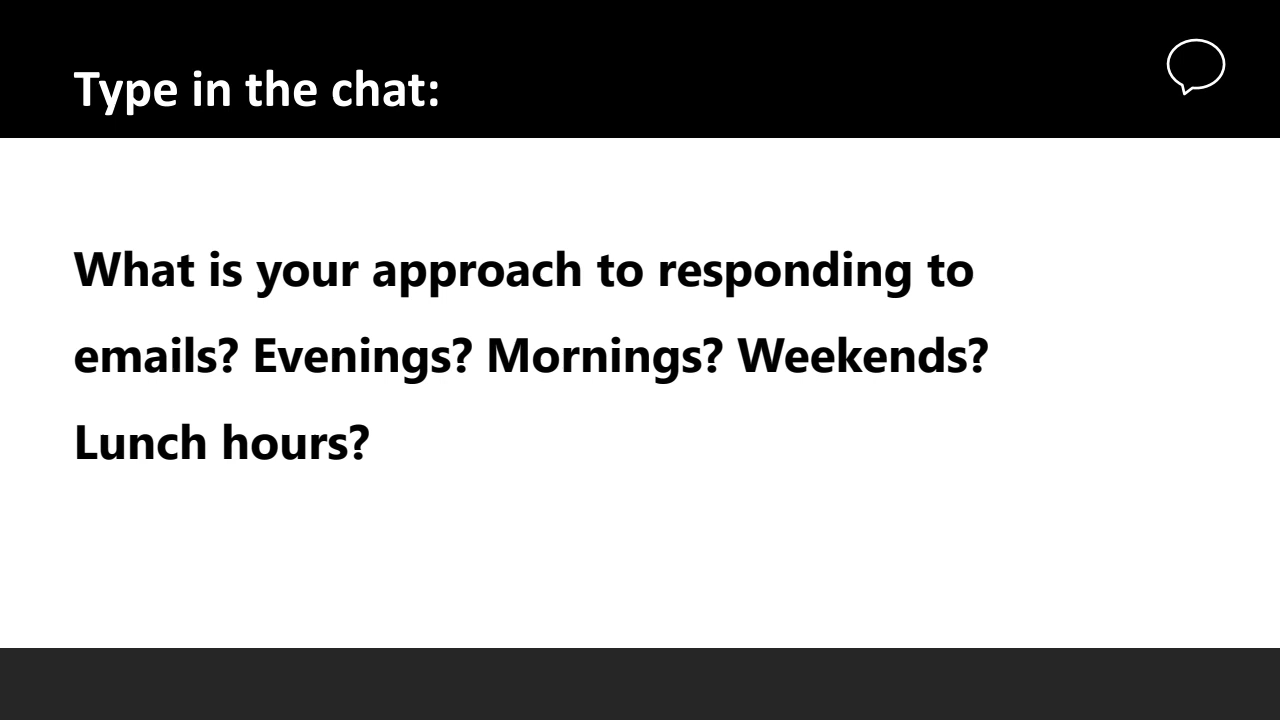 Type in the chat:
What is your approach to responding to
emails? Evenings? Mornings? Weekends?
Lunch hours?